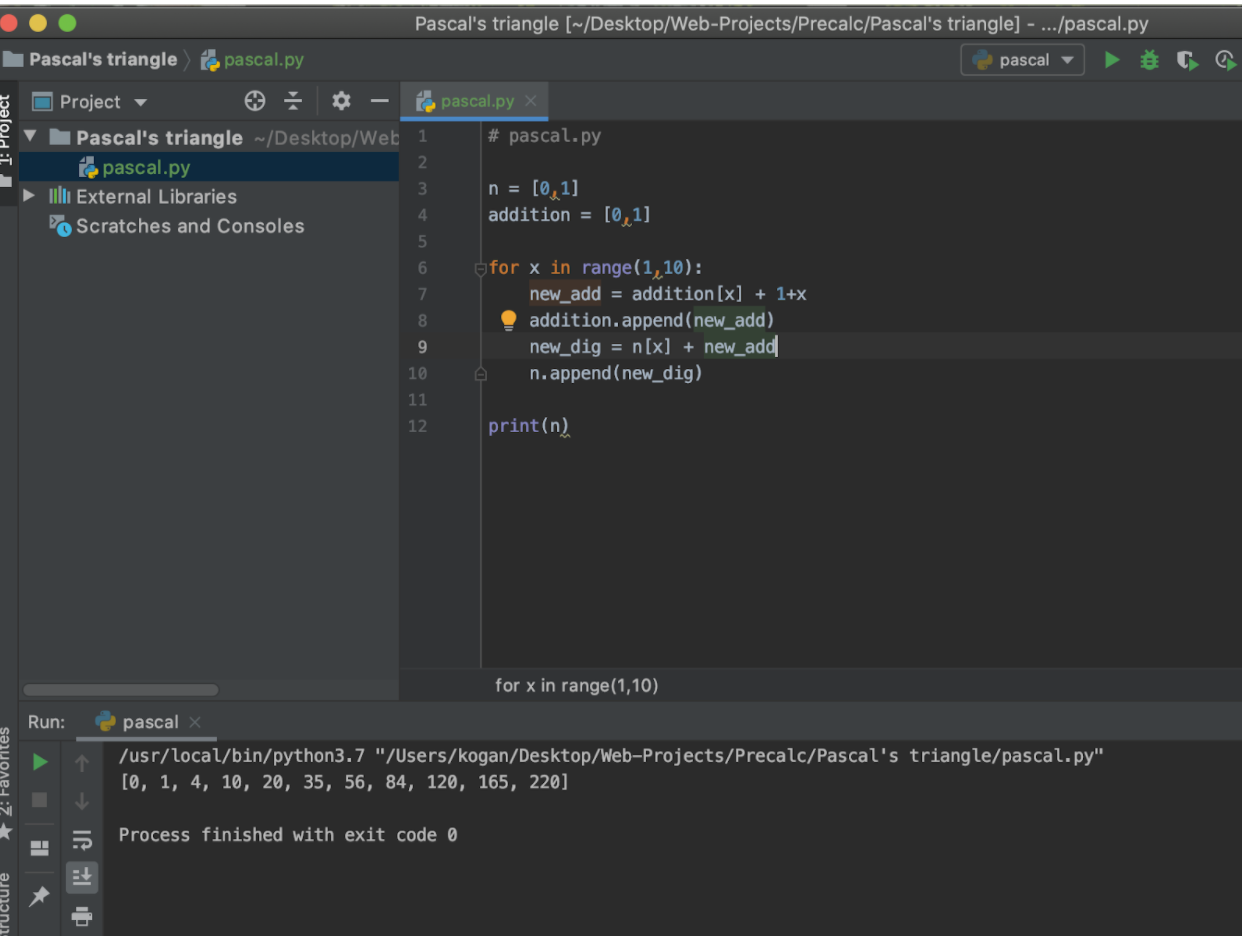 Pascal's triangle [~/Desktop/Web-Projects/Precalc/Pascal's triangle] - .../pascal.py
Pascal's triangle pascal.py
pascal
1: Project
Project
pascal.py
Pascal's triangle ~/Desktop/Web
pascal.py
External Libraries
Scratches and Consoles
1 # pascal.py
2
3 n = [0,1]
4 addition = [0,1]
5
6 for x in range(1,10):
7 new_add = addition[x] + 1+x
8 addition.append(new_add)
9 new_dig = n[x] + new_add
10 n.append(new_dig)
11
12 print(n)
for x in range(1,10)
Run: pascal
2: Favorites
/usr/local/bin/python3.7 "/Users/kogan/Desktop/Web-Projects/Precalc/Pascal's triangle/pascal.py"
[0, 1, 4, 10, 20, 35, 56, 84, 120, 165, 220]
Process finished with exit code 0
ructure